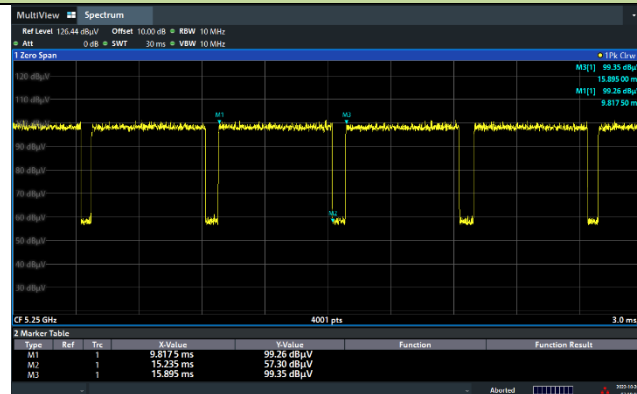 MultiView Spectrum
Ref Level 126.44 dBµV Offset 10.00 dB RBW 10 MHz
Att 0 dB SWT 30 ms VBW 10 MHz
1 Zero Span 1Pk Clrw
M3[1] 99.35 dBµ
15.895 00 m
M1[1] 99.26 dBµ
9.817 50 m
120 dBµV
110 dBµV
M1 M3
90 dBµV
80 dBµV
70 dBµV
60 dBµV
M2
50 dBµV
40 dBµV
30 dBµV
CF 5.25 GHz 4001 pts 3.0 ms
2 Marker Table
Type Ref Trc X-Value Y-Value Function Function Result
M1 1 9.8175 ms 99.26 dBµV
M2 1 15.235 ms 57.30 dBµV
M3 1 15.895 ms 99.35 dBµV
Aborted